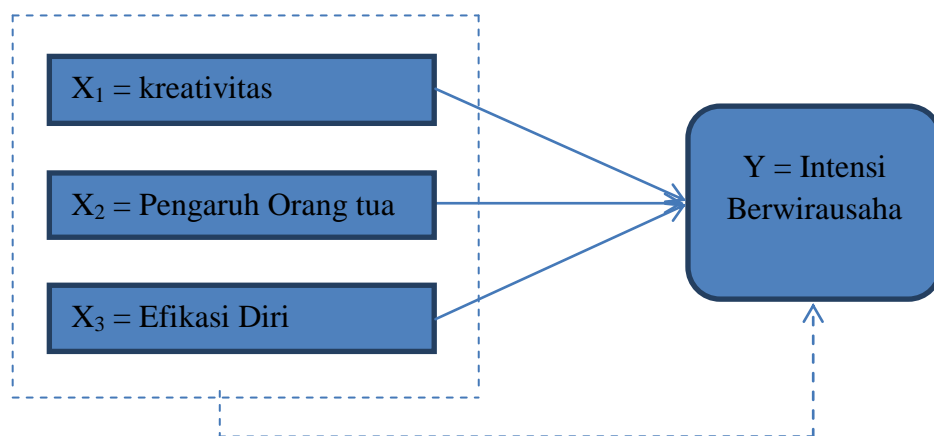 X₁ = kreativitas
X₂ = Pengaruh Orang tua
X₃ = Efikasi Diri
Y = Intensi
Berwirausaha